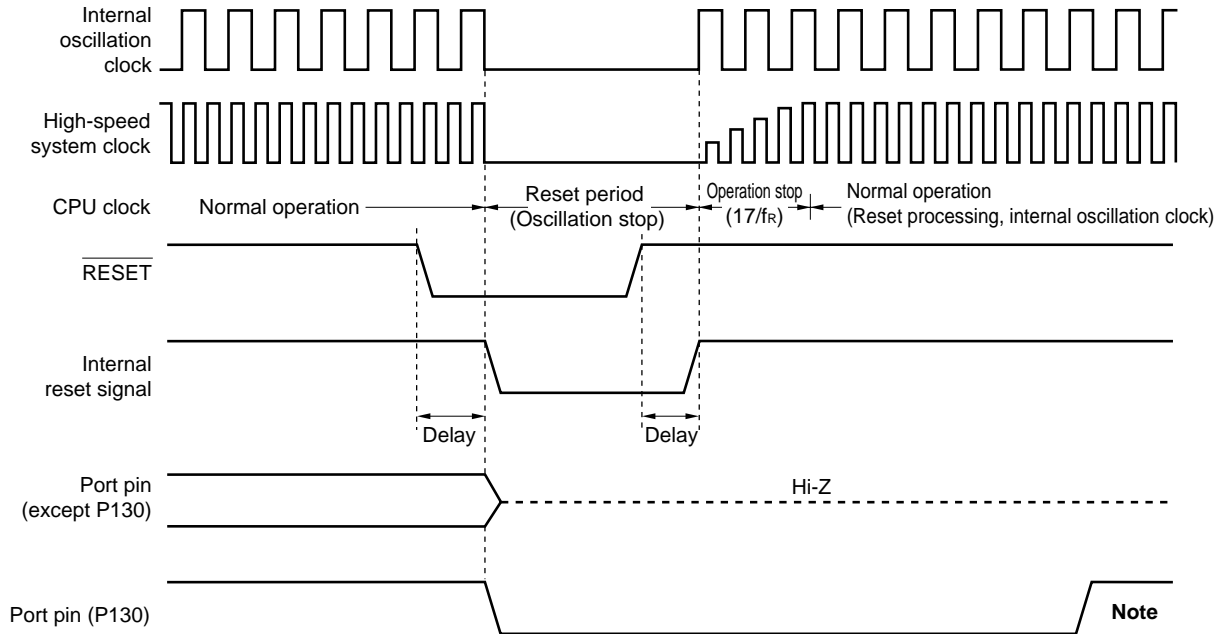 Internal
oscillation
clock
High-speed
system clock
CPU clock
Normal operation
Reset period
(Oscillation stop)
Operation stop
(17/fR)
Normal operation
(Reset processing, internal oscillation clock)
RESET
Internal
reset signal
Delay
Delay
Port pin
(except P130)
Hi-Z
Port pin (P130)
Note